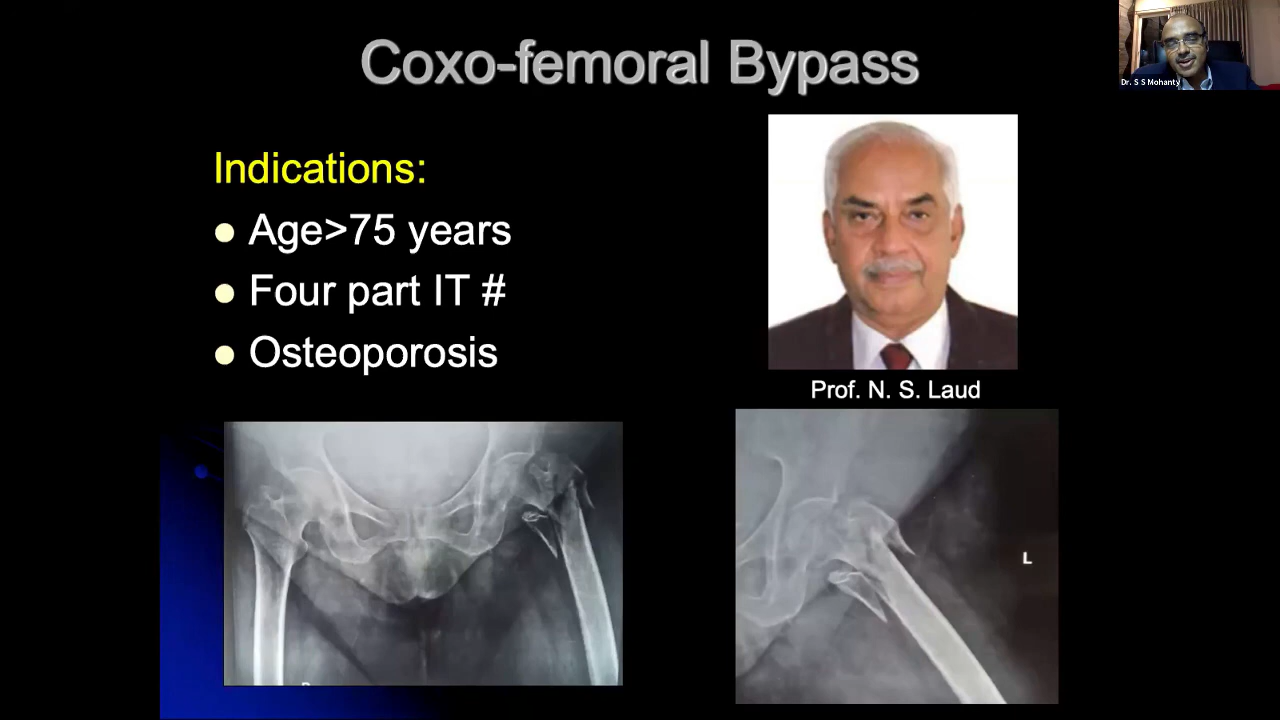 Coxo-femoral Bypass
Dr. S S Mohanty
Indications:
Age>75 years
Four part IT #
Osteoporosis
Prof. N. S. Laud
L